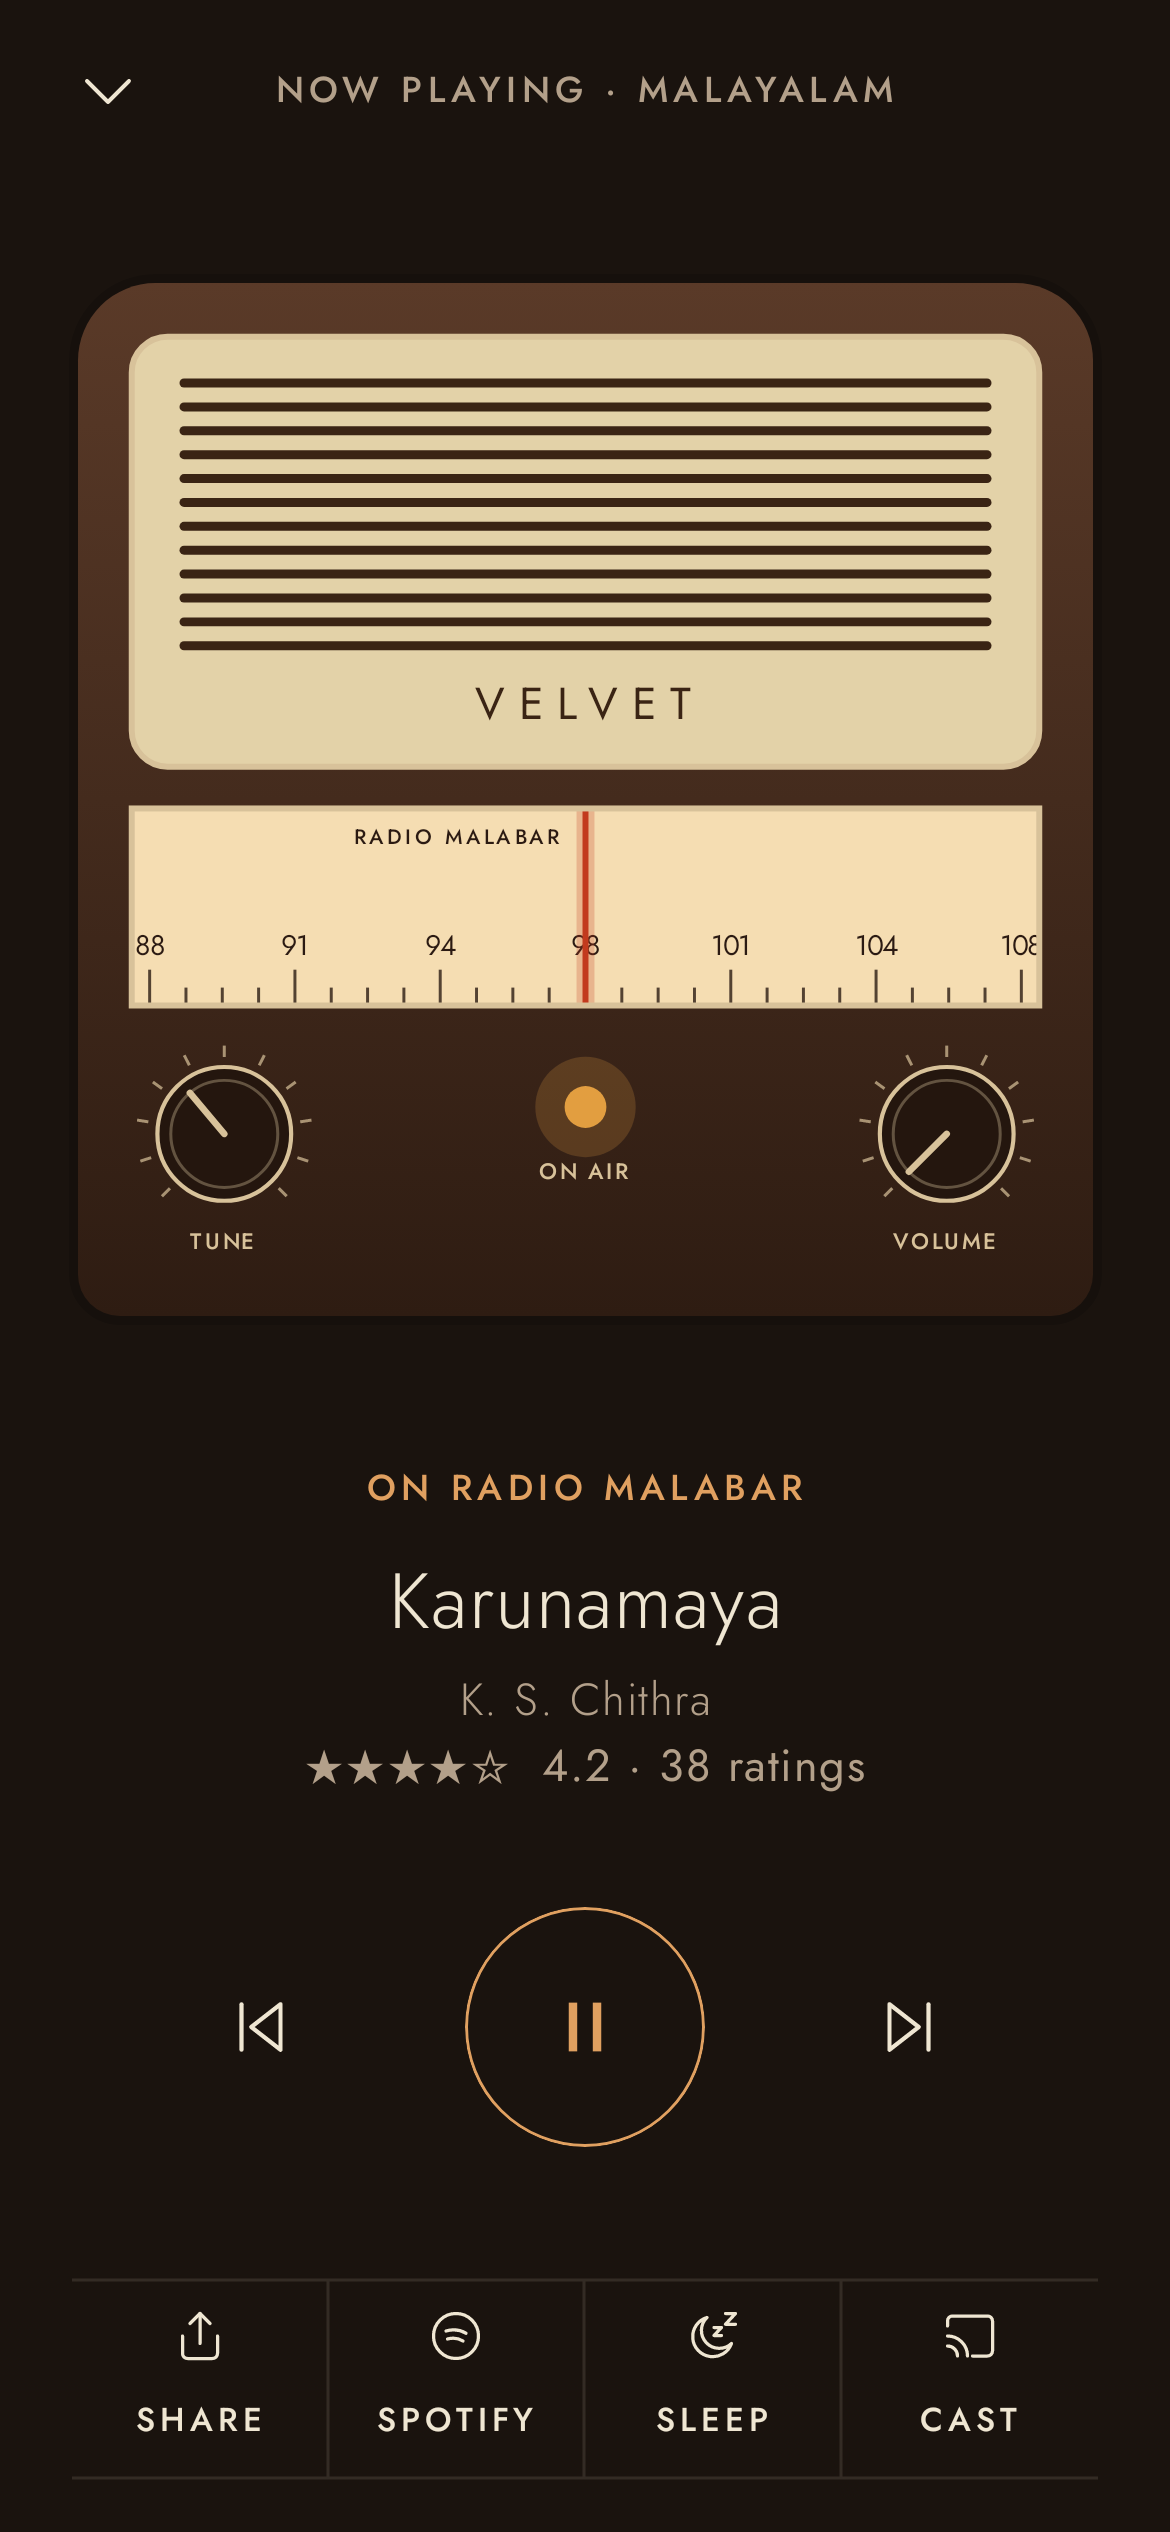 NOW PLAYING · MALAYALAM
VELVET
RADIO MALABAR
88 91 94 98 101 104 108
ON AIR
TUNE VOLUME
ON RADIO MALABAR
Karunamaya
K. S. Chithra
★★★★☆ 4.2 · 38 ratings
SHARE SPOTIFY SLEEP CAST